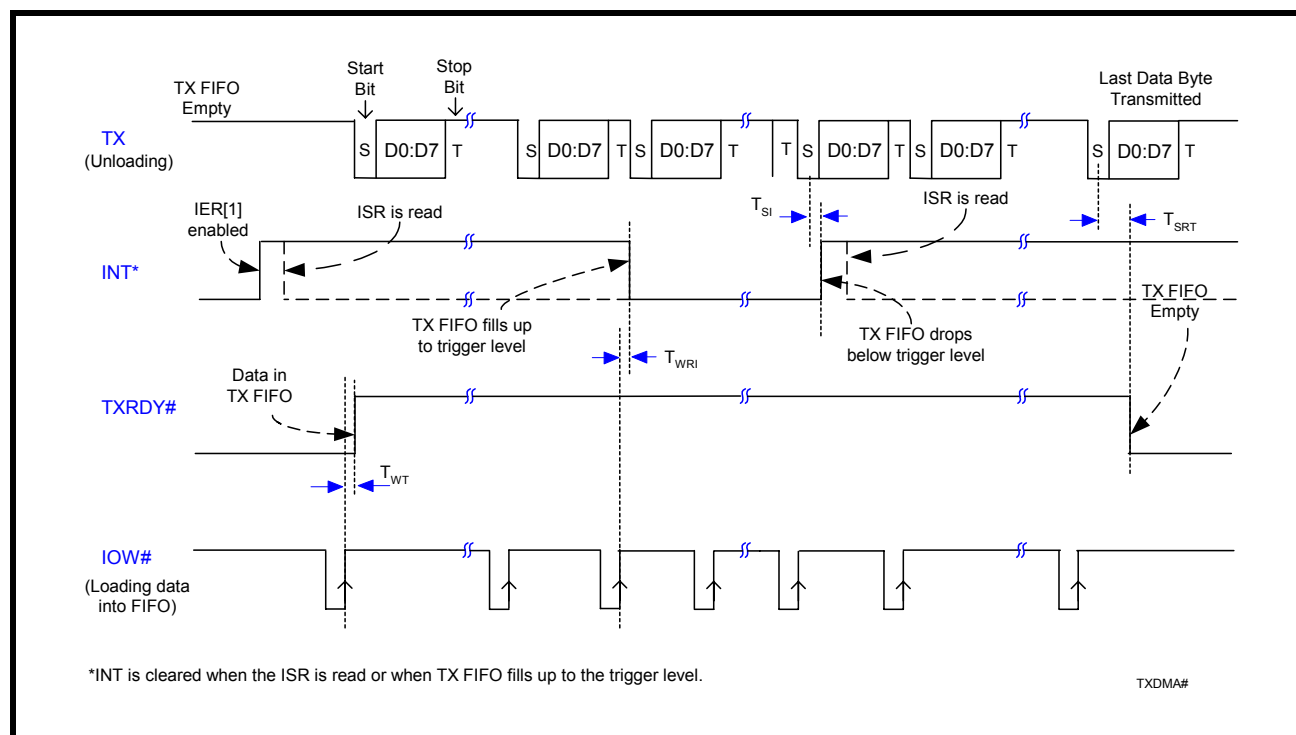 TX FIFO
Empty
Start
Bit
Stop
Bit
Last Data Byte
Transmitted
TX
(Unloading)
S D0:D7 T S D0:D7 T S D0:D7 T T S D0:D7 T S D0:D7 T S D0:D7 T
IER[1]
enabled
ISR is read
TSI
ISR is read
TSRT
INT*
TX FIFO fills up
to trigger level
TX FIFO drops
below trigger level
TX FIFO
Empty
TWRI
Data in
TX FIFO
TXRDY#
TWT
IOW#
(Loading data
into FIFO)
*INT is cleared when the ISR is read or when TX FIFO fills up to the trigger level.
TXDMA#